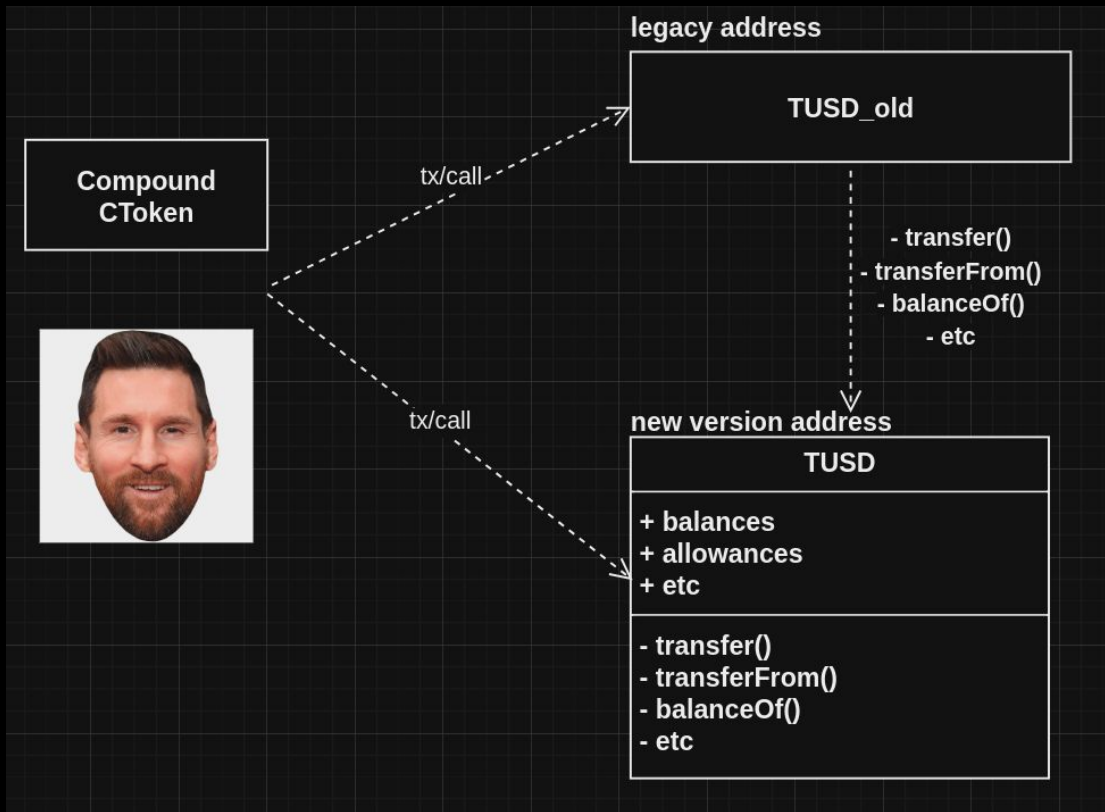 legacy address
TUSD_old
Compound
CToken
tx/call
- transfer()
- transferFrom()
- balanceOf()
- etc
tx/call
new version address
TUSD
+ balances
+ allowances
+ etc
- transfer()
- transferFrom()
- balanceOf()
- etc